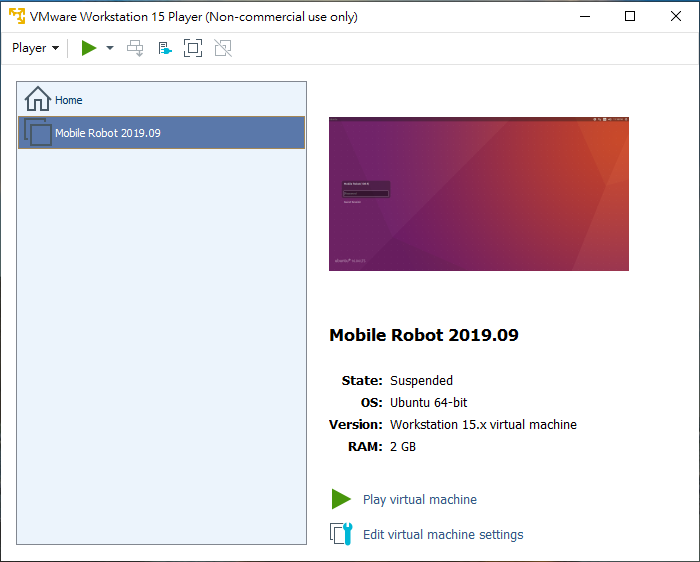 VMware Workstation 15 Player (Non-commercial use only)
Player
Home
Mobile Robot 2019.09
Mobile Robot 2019.09
State: Suspended
OS: Ubuntu 64-bit
Version: Workstation 15.x virtual machine
RAM: 2 GB
Play virtual machine
Edit virtual machine settings